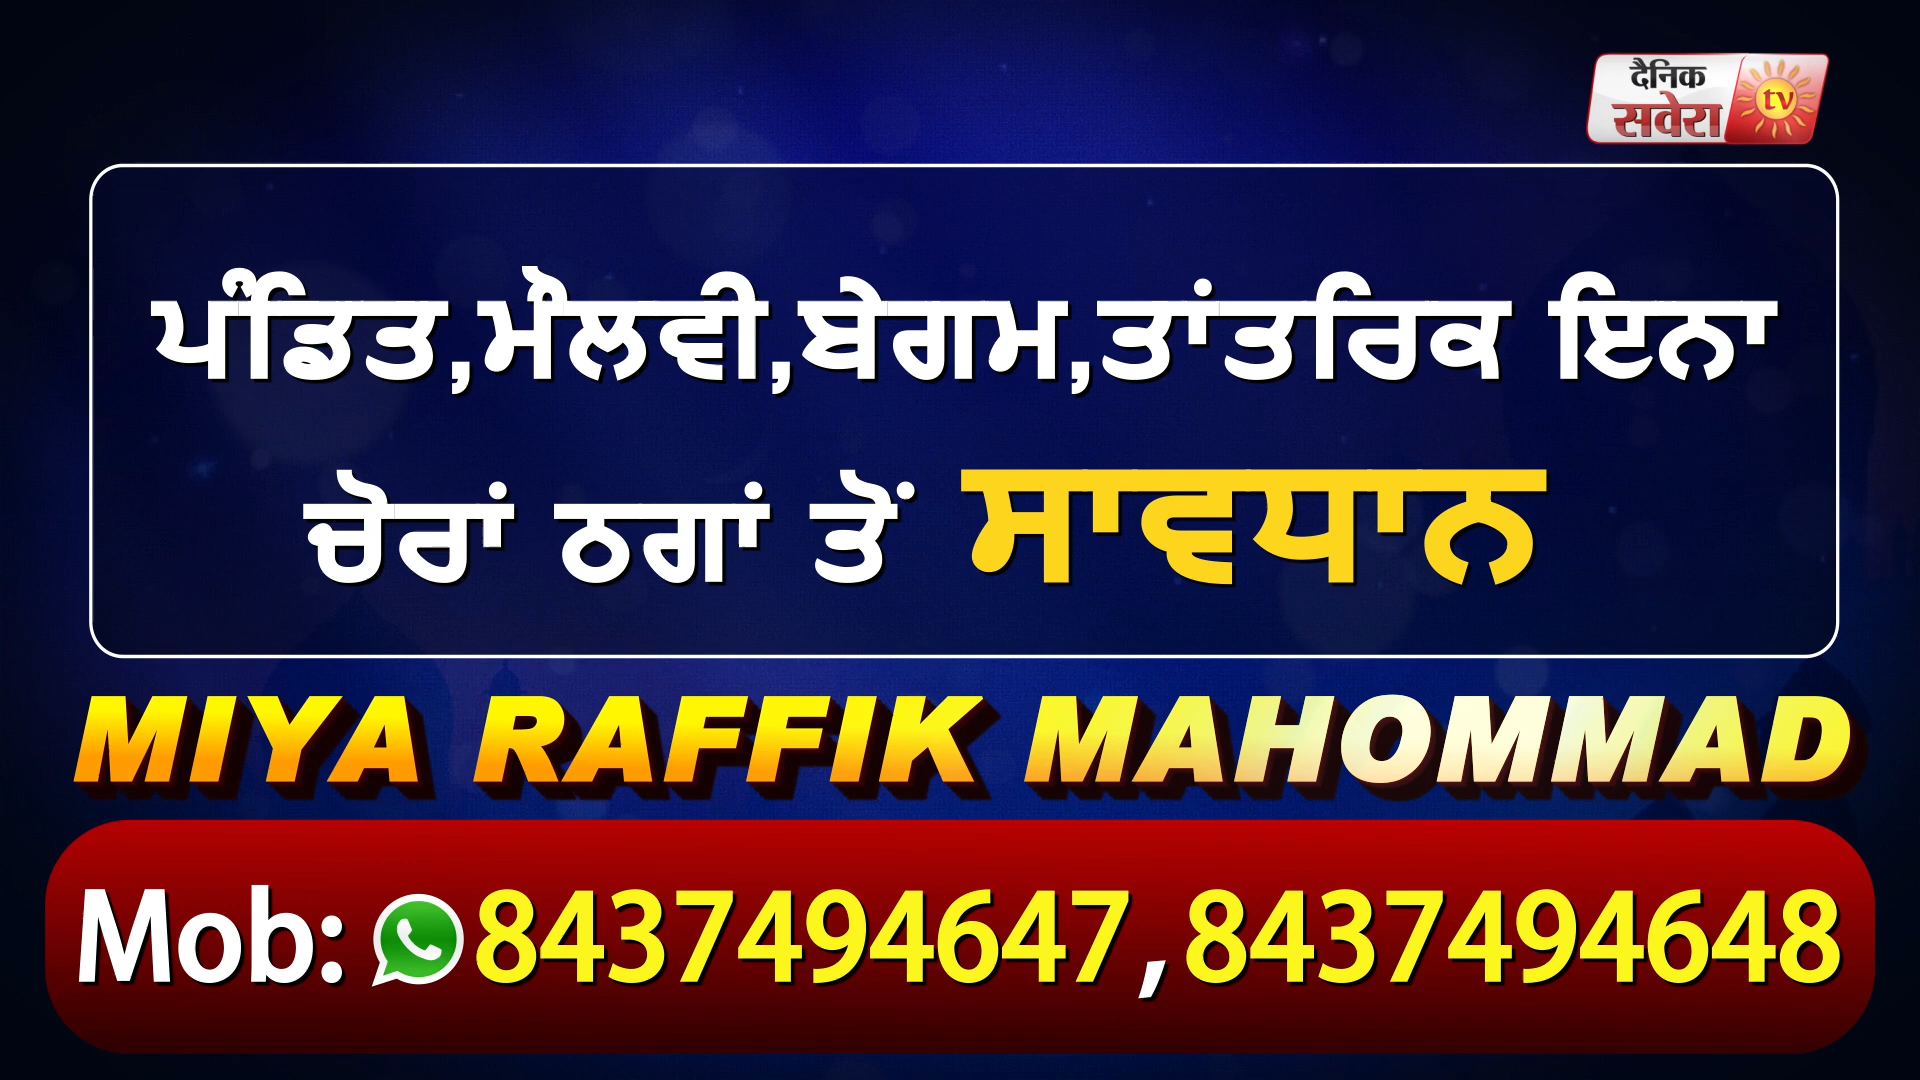 दैनिक
सवेरा tv
ਪੰਡਿਤ,ਮੌਲਵੀ,ਬੇਗਮ,ਤਾਂਤਰਿਕ ਇਨਾ
ਚੋਰਾਂ ਠਗਾਂ ਤੋਂ ਸਾਵਧਾਨ
MIYA RAFFIK MAHOMMAD
Mob: 8437494647, 8437494648